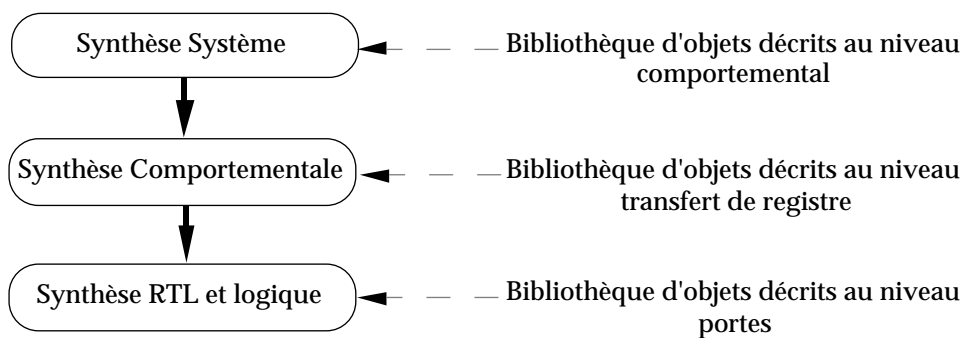 Synthèse Système
Bibliothèque d'objets décrits au niveau
comportemental
Synthèse Comportementale
Bibliothèque d'objets décrits au niveau
transfert de registre
Synthèse RTL et logique
Bibliothèque d'objets décrits au niveau
portes